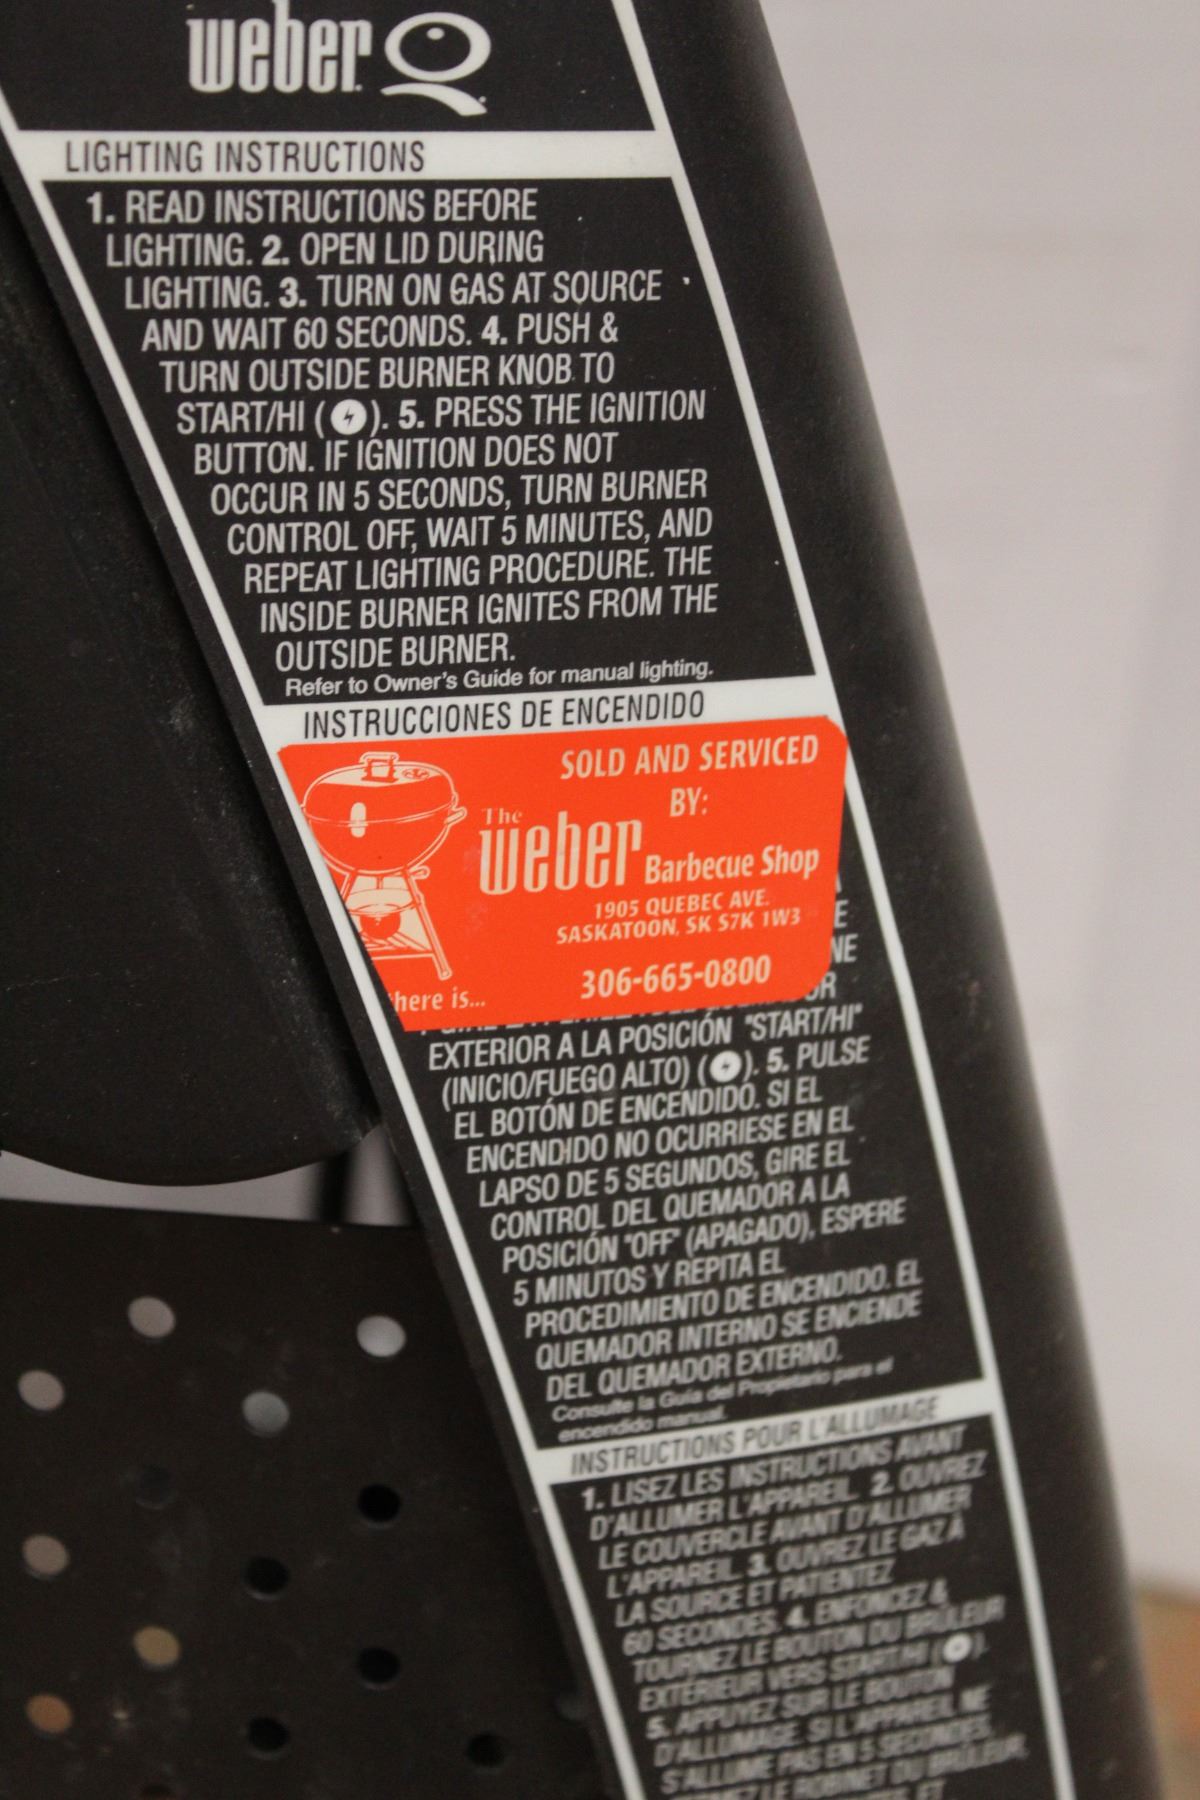 weber Q
LIGHTING INSTRUCTIONS
1. READ INSTRUCTIONS BEFORE
LIGHTING. 2. OPEN LID DURING
LIGHTING. 3. TURN ON GAS AT SOURCE
AND WAIT 60 SECONDS. 4. PUSH &
TURN OUTSIDE BURNER KNOB TO
START/HI ( ). 5. PRESS THE IGNITION
BUTTON. IF IGNITION DOES NOT
OCCUR IN 5 SECONDS, TURN BURNER
CONTROL OFF, WAIT 5 MINUTES, AND
REPEAT LIGHTING PROCEDURE. THE
INSIDE BURNER IGNITES FROM THE
OUTSIDE BURNER.
Refer to Owner's Guide for manual lighting.
INSTRUCCIONES DE ENCENDIDO
SOLD AND SERVICED
BY:
The
weber Barbecue Shop
1905 QUEBEC AVE.
SASKATOON, SK S7K 1W3
306-665-0800
here is...
EXTERIOR A LA POSICIÓN "START/HI"
(INICIO/FUEGO ALTO) ( ). 5. PULSE
EL BOTÓN DE ENCENDIDO. SI EL
ENCENDIDO NO OCURRIESE EN EL
LAPSO DE 5 SEGUNDOS, GIRE EL
CONTROL DEL QUEMADOR A LA
POSICIÓN "OFF" (APAGADO), ESPERE
5 MINUTOS Y REPITA EL
PROCEDIMIENTO DE ENCENDIDO. EL
QUEMADOR INTERNO SE ENCIENDE
DEL QUEMADOR EXTERNO.
Consulte la Guía del Propietario para el
encendido manual.
INSTRUCTIONS POUR L'ALLUMAGE
1. LISEZ LES INSTRUCTIONS AVANT
D'ALLUMER L'APPAREIL. 2. OUVREZ
LE COUVERCLE AVANT D'ALLUMER
L'APPAREIL. 3. OUVREZ LE GAZ À
LA SOURCE ET PATIENTEZ
60 SECONDES. 4. ENFONCEZ &
TOURNEZ LE BOUTON DU BRÛLEUR
EXTÉRIEUR VERS START/HI ( ).
5. APPUYEZ SUR LE BOUTON
D'ALLUMAGE. SI L'APPAREIL NE
S'ALLUME PAS EN 5 SECONDES,
LE ROBINET DU BRÛLEUR,